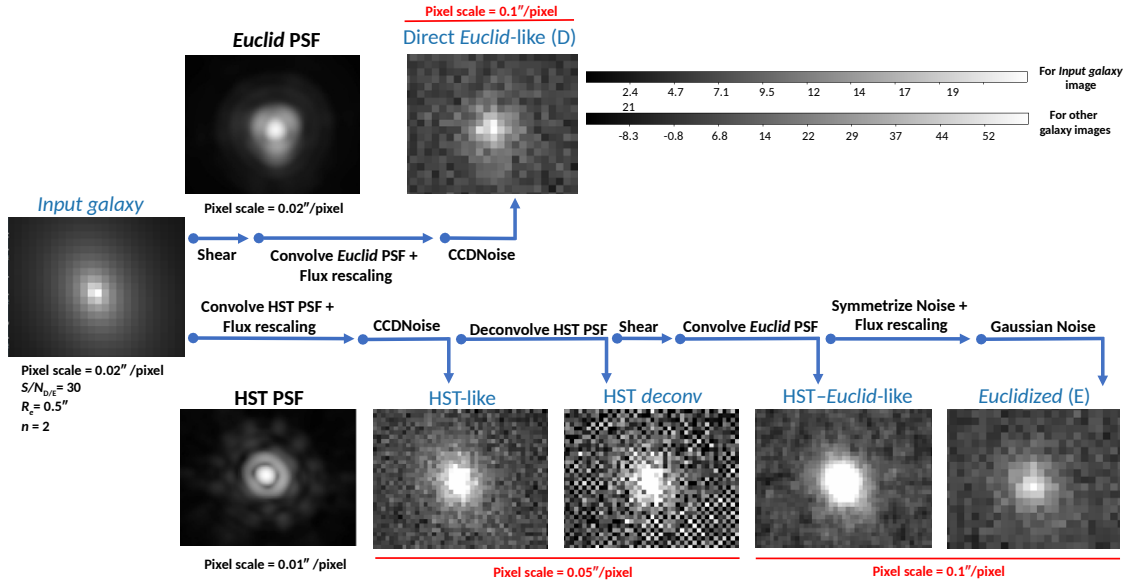 Pixel scale = 0.1″/pixel
Euclid PSF
Direct Euclid-like (D)
For Input galaxy
image
2.4 4.7 7.1 9.5 12 14 17 19
21
For other
galaxy images
-8.3 -0.8 6.8 14 22 29 37 44 52
Input galaxy
Pixel scale = 0.02″/pixel
Shear
Convolve Euclid PSF +
Flux rescaling
CCDNoise
Convolve HST PSF +
Flux rescaling
CCDNoise
Deconvolve HST PSF
Shear
Convolve Euclid PSF
Symmetrize Noise +
Flux rescaling
Gaussian Noise
Pixel scale = 0.02″ /pixel
S/N_D/E= 30
R_e= 0.5″
n = 2
HST PSF
HST-like
HST deconv
HST–Euclid-like
Euclidized (E)
Pixel scale = 0.01″ /pixel
Pixel scale = 0.05″/pixel
Pixel scale = 0.1″/pixel